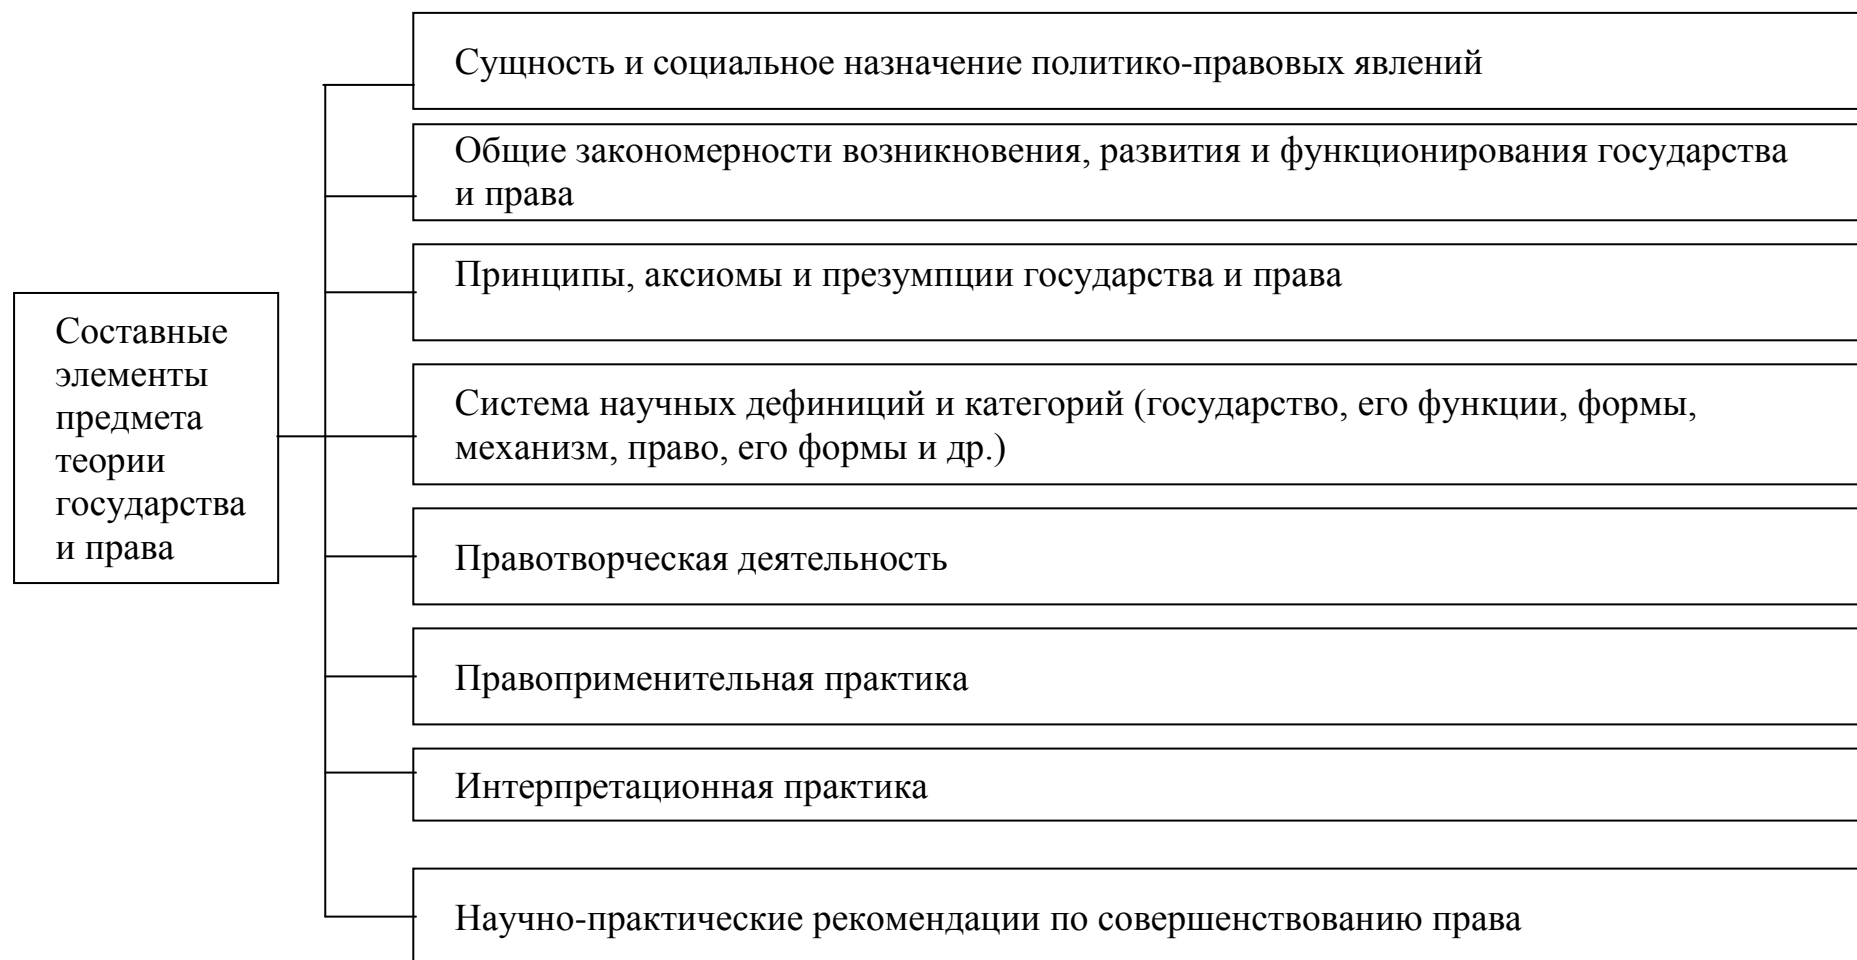 Сущность и социальное назначение политико-правовых явлений
Общие закономерности возникновения, развития и функционирования государства
и права
Принципы, аксиомы и презумпции государства и права
Составные
элементы
предмета
теории
государства
и права
Система научных дефиниций и категорий (государство, его функции, формы,
механизм, право, его формы и др.)
Правотворческая деятельность
Правоприменительная практика
Интерпретационная практика
Научно-практические рекомендации по совершенствованию права